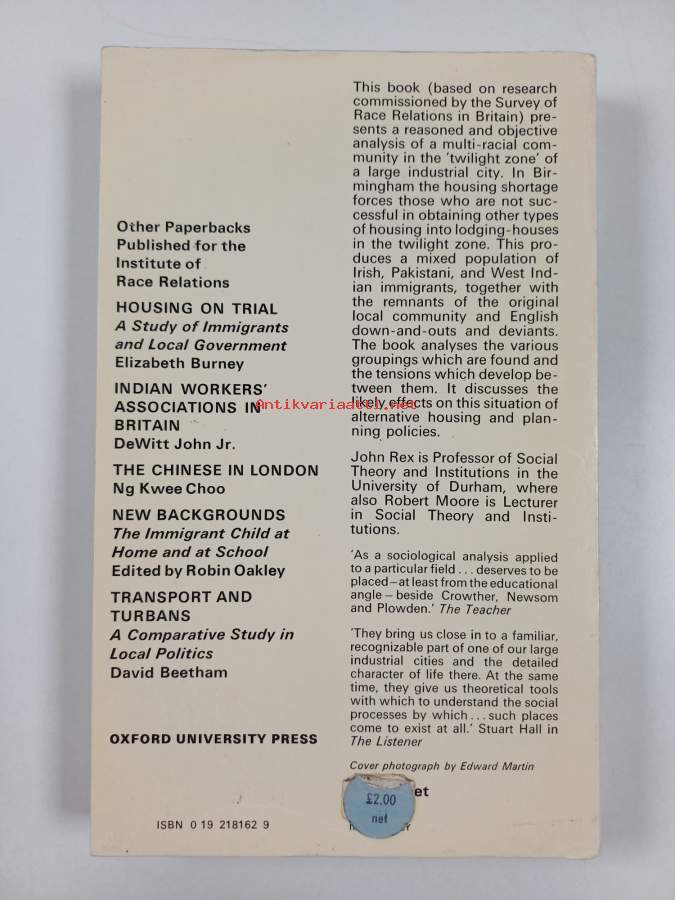 Other Paperbacks
Published for the
Institute of
Race Relations
HOUSING ON TRIAL
A Study of Immigrants
and Local Government
Elizabeth Burney
INDIAN WORKERS'
ASSOCIATIONS IN
BRITAIN
DeWitt John Jr.
THE CHINESE IN LONDON
Ng Kwee Choo
NEW BACKGROUNDS
The Immigrant Child at
Home and at School
Edited by Robin Oakley
TRANSPORT AND
TURBANS
A Comparative Study in
Local Politics
David Beetham
OXFORD UNIVERSITY PRESS
ISBN 0 19 218162 9
This book (based on research
commissioned by the Survey of
Race Relations in Britain) pre-
sents a reasoned and objective
analysis of a multi-racial com-
munity in the 'twilight zone' of
a large industrial city. In Bir-
mingham the housing shortage
forces those who are not suc-
cessful in obtaining other types
of housing into lodging-houses
in the twilight zone. This pro-
duces a mixed population of
Irish, Pakistani, and West Ind-
ian immigrants, together with
the remnants of the original
local community and English
down-and-outs and deviants.
The book analyses the various
groupings which are found and
the tensions which develop be-
tween them. It discusses the
likely effects on this situation of
alternative housing and plan-
ning policies.
John Rex is Professor of Social
Theory and Institutions in the
University of Durham, where
also Robert Moore is Lecturer
in Social Theory and Insti-
tutions.
'As a sociological analysis applied
to a particular field ... deserves to be
placed – at least from the educational
angle – beside Crowther, Newsom
and Plowden.' The Teacher
'They bring us close in to a familiar,
recognizable part of one of our large
industrial cities and the detailed
character of life there. At the same
time, they give us theoretical tools
with which to understand the social
processes by which ... such places
come to exist at all.' Stuart Hall in
The Listener
Cover photograph by Edward Martin
£2.00
net
Antikvariaatti.net